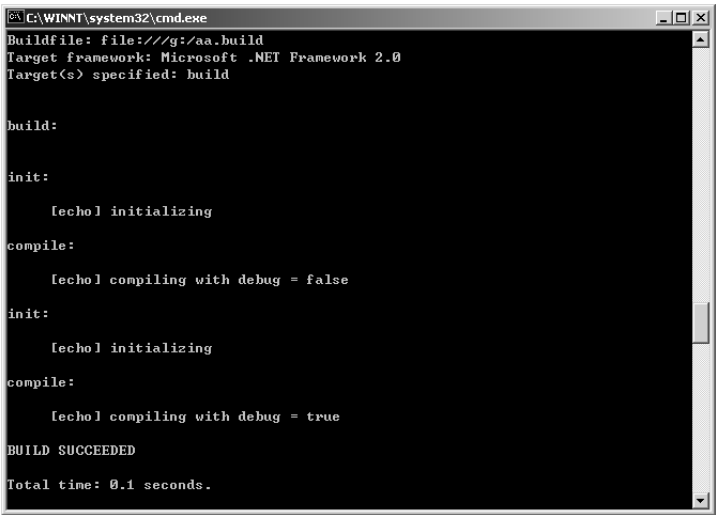 C:\WINNT\system32\cmd.exe
Buildfile: file:///g:/aa.build
Target framework: Microsoft .NET Framework 2.0
Target(s) specified: build
build:
init:
[echo] initializing
compile:
[echo] compiling with debug = false
init:
[echo] initializing
compile:
[echo] compiling with debug = true
BUILD SUCCEEDED
Total time: 0.1 seconds.